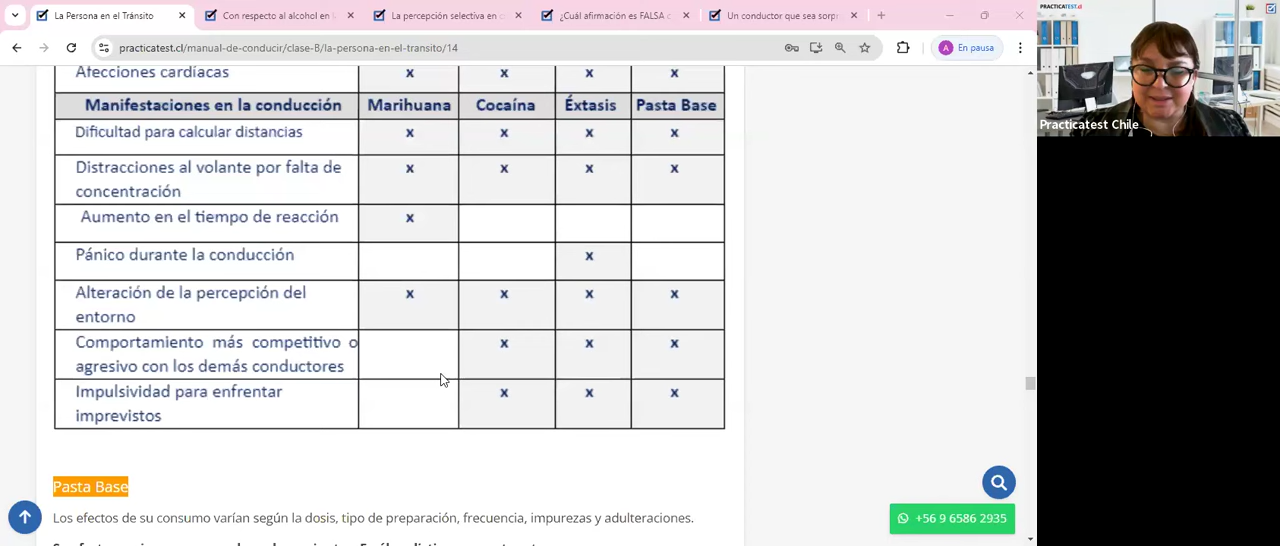 La Persona en el Tránsito
Con respecto al alcohol en l
La percepción selectiva en c
¿Cuál afirmación es FALSA c
Un conductor que sea sorpr
practicatest.cl/manual-de-conducir/clase-B/la-persona-en-el-transito/14
A En pausa
PRACTICATEST.cl
Practicatest Chile
Afecciones cardíacas x x x x
Manifestaciones en la conducción Marihuana Cocaína Éxtasis Pasta Base
Dificultad para calcular distancias x x x x
Distracciones al volante por falta de
concentración x x x x
Aumento en el tiempo de reacción x
Pánico durante la conducción x
Alteración de la percepción del
entorno x x x x
Comportamiento más competitivo o
agresivo con los demás conductores x x x
Impulsividad para enfrentar
imprevistos x x x
Pasta Base
Los efectos de su consumo varían según la dosis, tipo de preparación, frecuencia, impurezas y adulteraciones.
+56 9 6586 2935